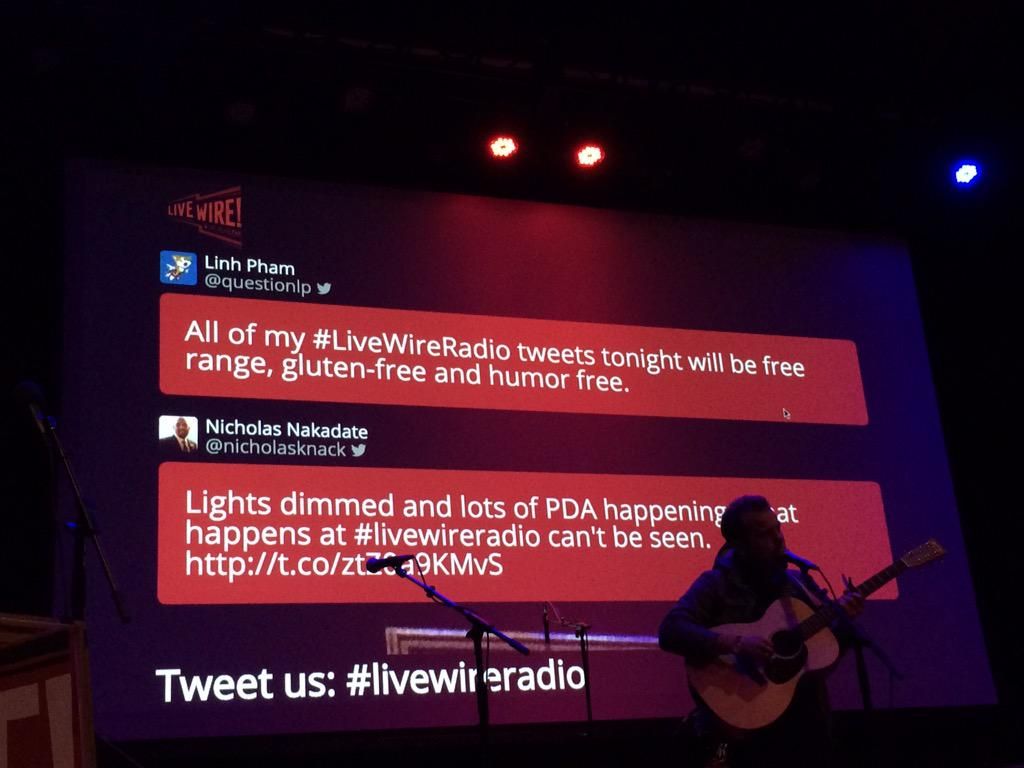 LIVE WIRE!
Linh Pham
@questionlp
All of my #LiveWireRadio tweets tonight will be free
range, gluten-free and humor free.
Nicholas Nakadate
@nicholasknack
Lights dimmed and lots of PDA happening
happens at #livewireradio can't be seen.
Tweet us: #livewireradio